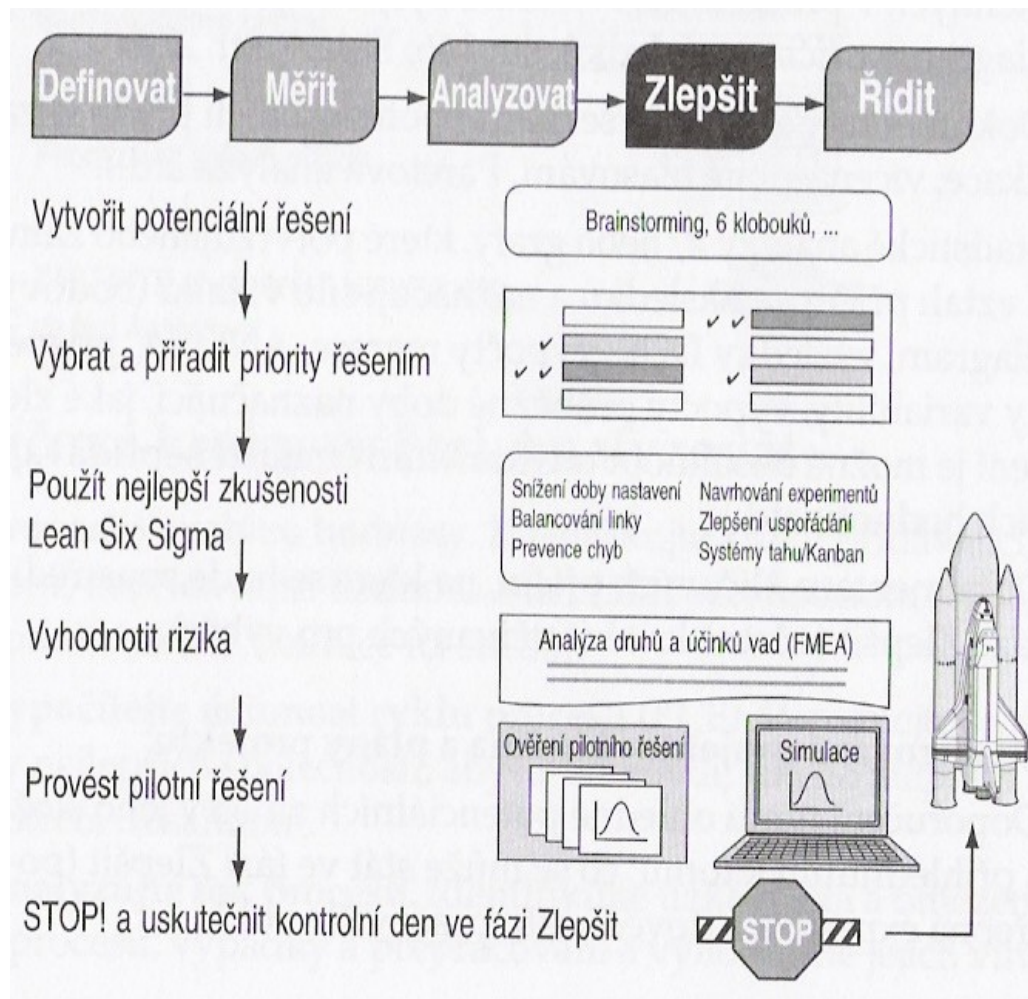 Definovat
Měřit
Analyzovat
Zlepšit
Řídit
Vytvořit potenciální řešení
Brainstorming, 6 klobouků, ...
Vybrat a přiřadit priority řešením
Použít nejlepší zkušenosti
Lean Six Sigma
Snížení doby nastavení
Navrhování experimentů
Balancování linky
Zlepšení uspořádání
Prevence chyb
Systémy tahu/Kanban
Vyhodnotit rizika
Analýza druhů a účinků vad (FMEA)
Provést pilotní řešení
Ověření pilotního řešení
Simulace
STOP! a uskutečnit kontrolní den ve fázi Zlepšit
STOP